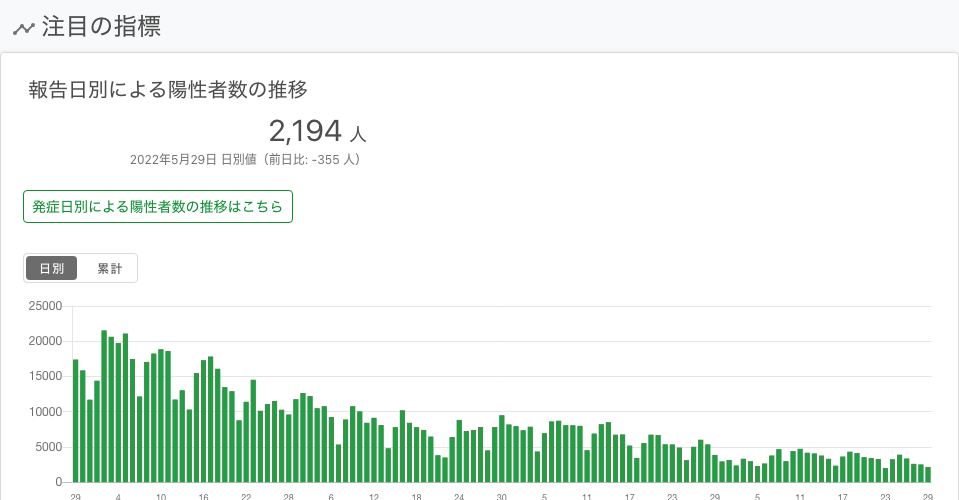 注目の指標
報告日別による陽性者数の推移
2,194 人
2022年5月29日 日別値（前日比: -355 人）
発症日別による陽性者数の推移はこちら
日別 累計
25000
20000
15000
10000
5000
0
29 4 10 16 22 28 6 12 18 24 30 5 11 17 23 29 5 11 17 23 29